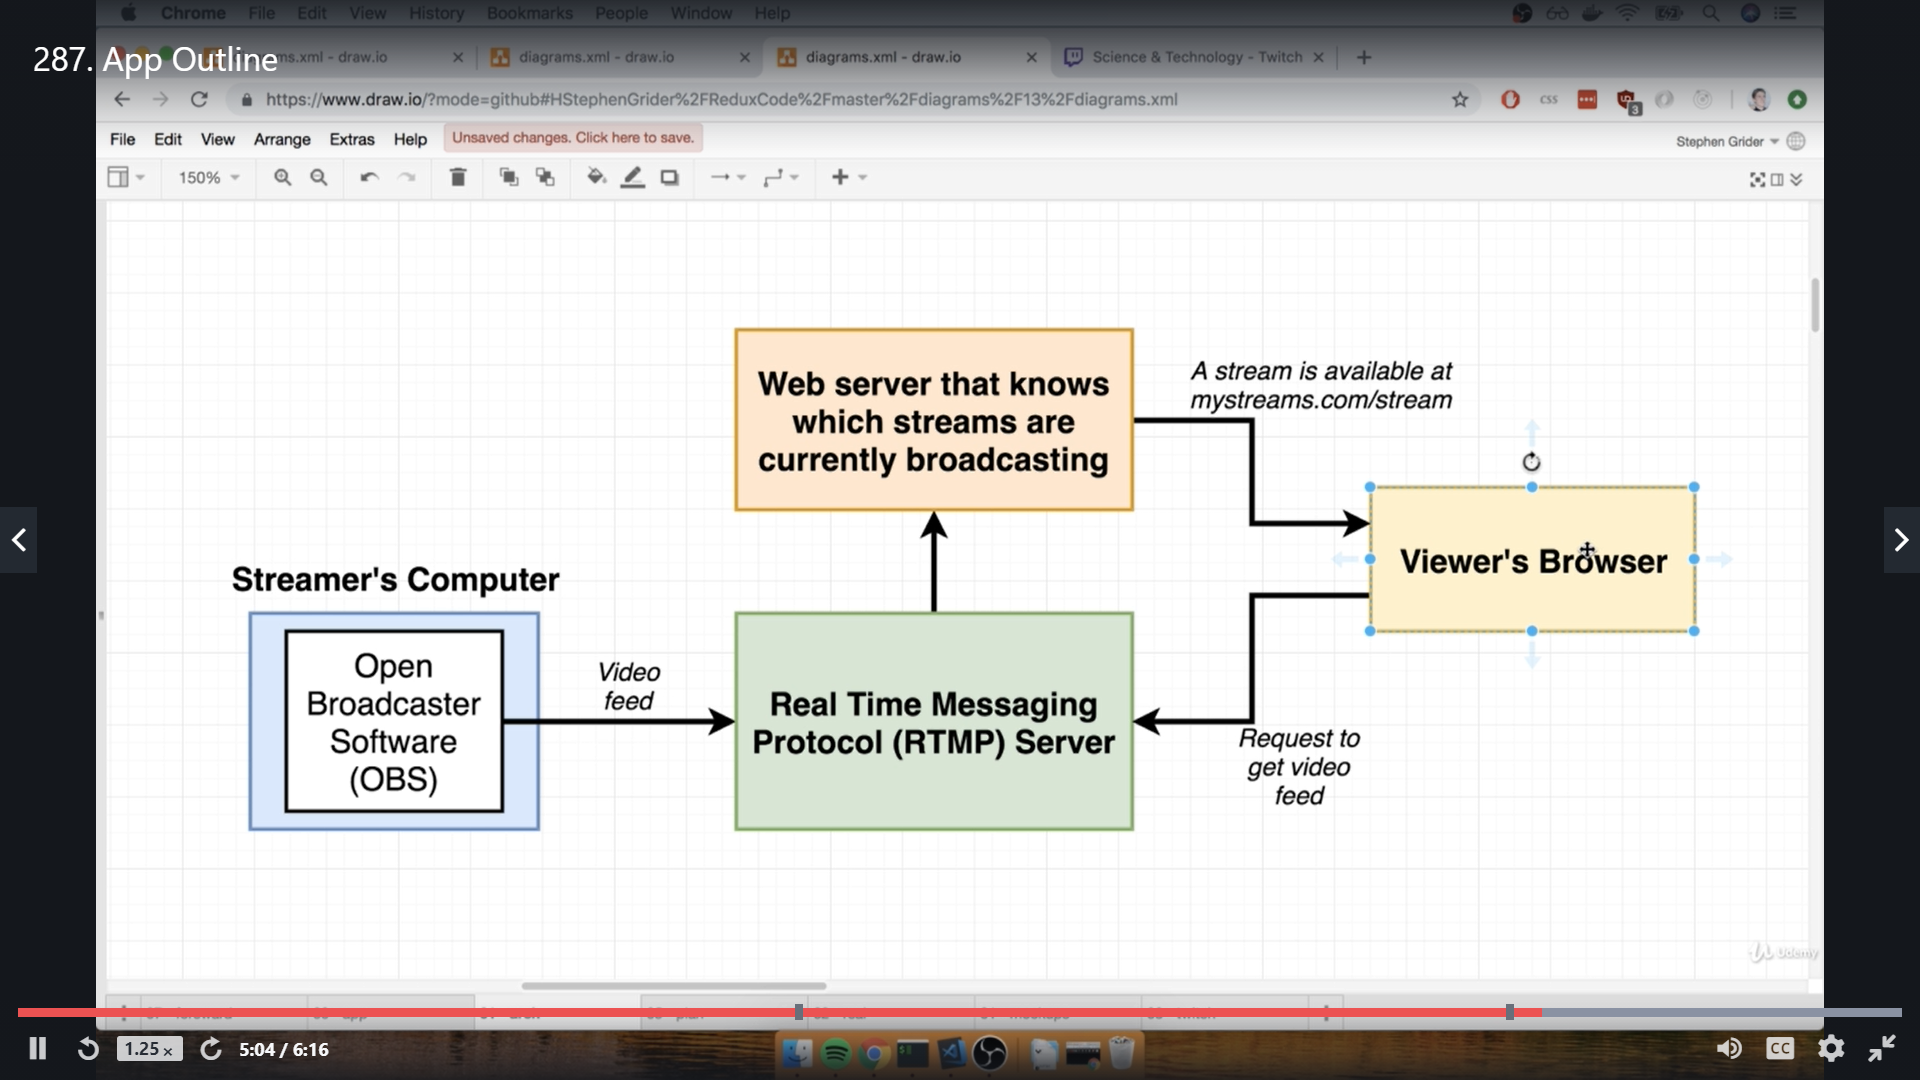 Chrome File Edit View History Bookmarks People Window Help
287. App Outline
ms.xml - draw.io
diagrams.xml - draw.io
diagrams.xml - draw.io
Science & Technology - Twitch
https://www.draw.io/?mode=github#HStephenGrider%2FReduxCode%2Fmaster%2Fdiagrams%2F13%2Fdiagrams.xml
css
3
File Edit View Arrange Extras Help
Unsaved changes. Click here to save.
Stephen Grider
150%
Web server that knows
which streams are
currently broadcasting
A stream is available at
mystreams.com/stream
Viewer's Browser
Streamer's Computer
Open
Broadcaster
Software
(OBS)
Video
feed
Real Time Messaging
Protocol (RTMP) Server
Request to
get video
feed
Udemy
1.25 x
5:04 / 6:16
CC